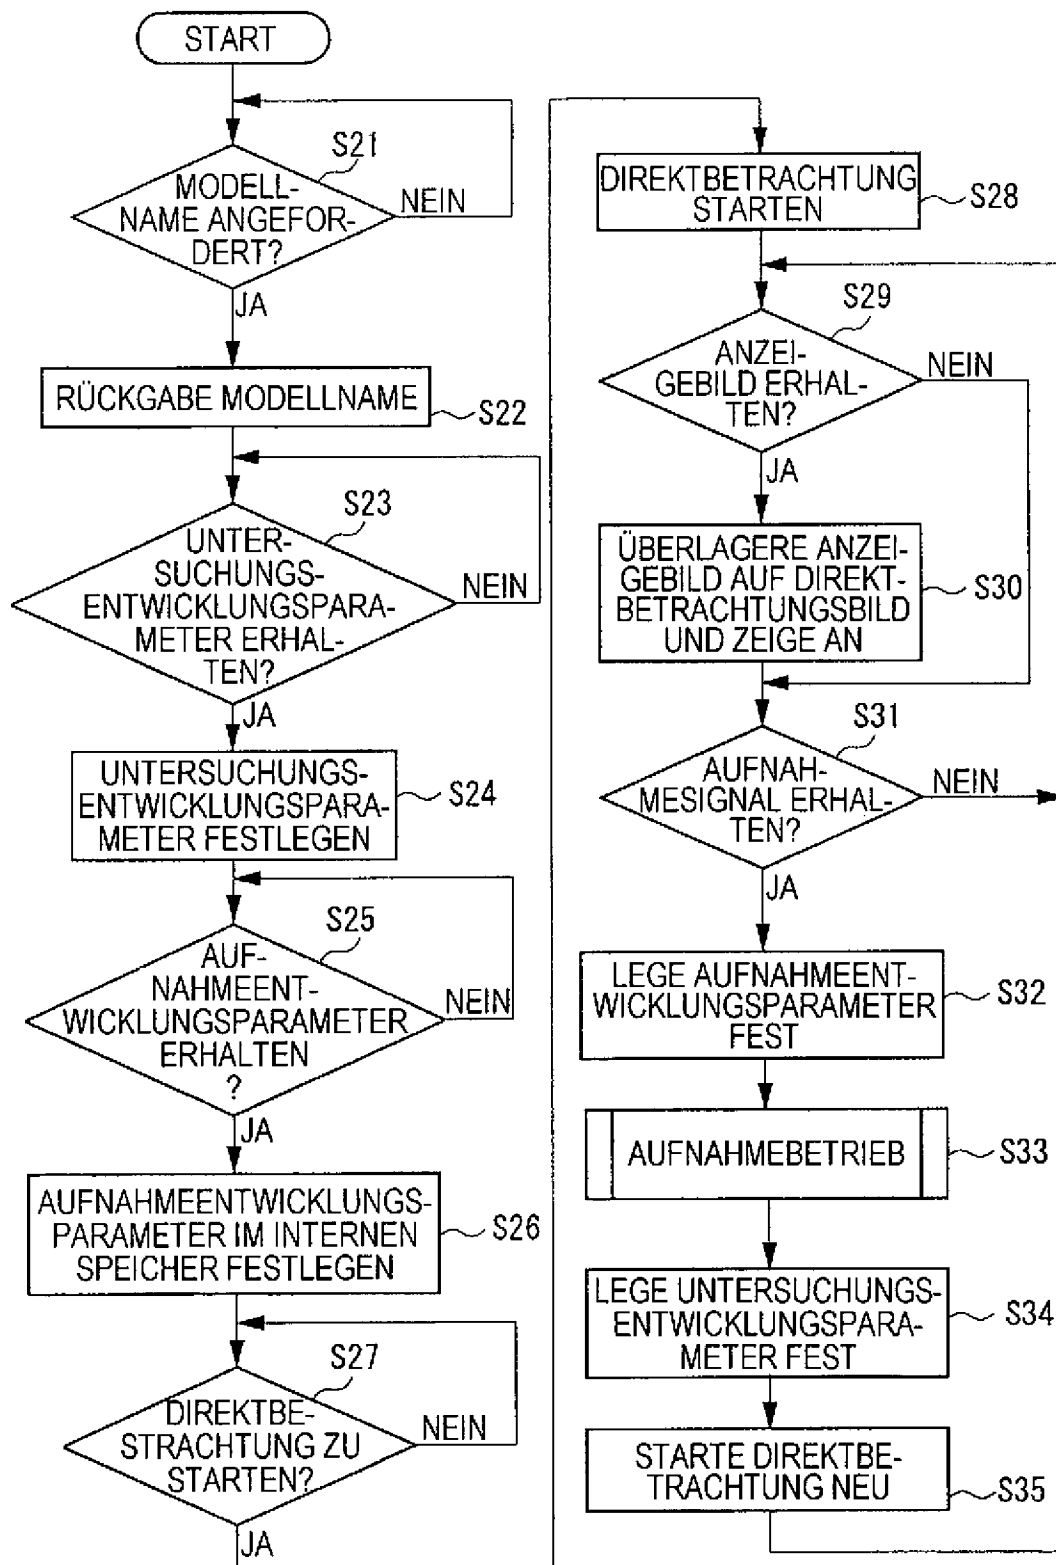 START
S21
MODELL-
NAME ANGEFOR-
DERT?
NEIN
JA
RÜCKGABE MODELLNAME
S22
S23
UNTER-
SUCHUNGS-
ENTWICKLUNGSPARA-
METER ERHAL-
TEN?
NEIN
JA
UNTERSUCHUNGS-
ENTWICKLUNGSPARA-
METER FESTLEGEN
S24
S25
AUF-
NAHMEENT-
WICKLUNGSPARAMETER
ERHALTEN
?
NEIN
JA
AUFNAHMEENTWICKLUNGS-
PARAMETER IM INTERNEN
SPEICHER FESTLEGEN
S26
S27
DIREKTBE-
STRACHTUNG ZU
STARTEN?
NEIN
JA
DIREKTBETRACHTUNG
STARTEN
S28
S29
ANZEI-
GEBILD ERHAL-
TEN?
NEIN
JA
ÜBERLAGERE ANZEI-
GEBILD AUF DIREKT-
BETRACHTUNGSBILD
UND ZEIGE AN
S30
S31
AUFNAH-
MESIGNAL ERHAL-
TEN?
NEIN
JA
LEGE AUFNAHMEENT-
WICKLUNGSPARAMETER
FEST
S32
AUFNAHMEBETRIEB
S33
LEGE UNTERSUCHUNGS-
ENTWICKLUNGSPARA-
METER FEST
S34
STARTE DIREKTBE-
TRACHTUNG NEU
S35